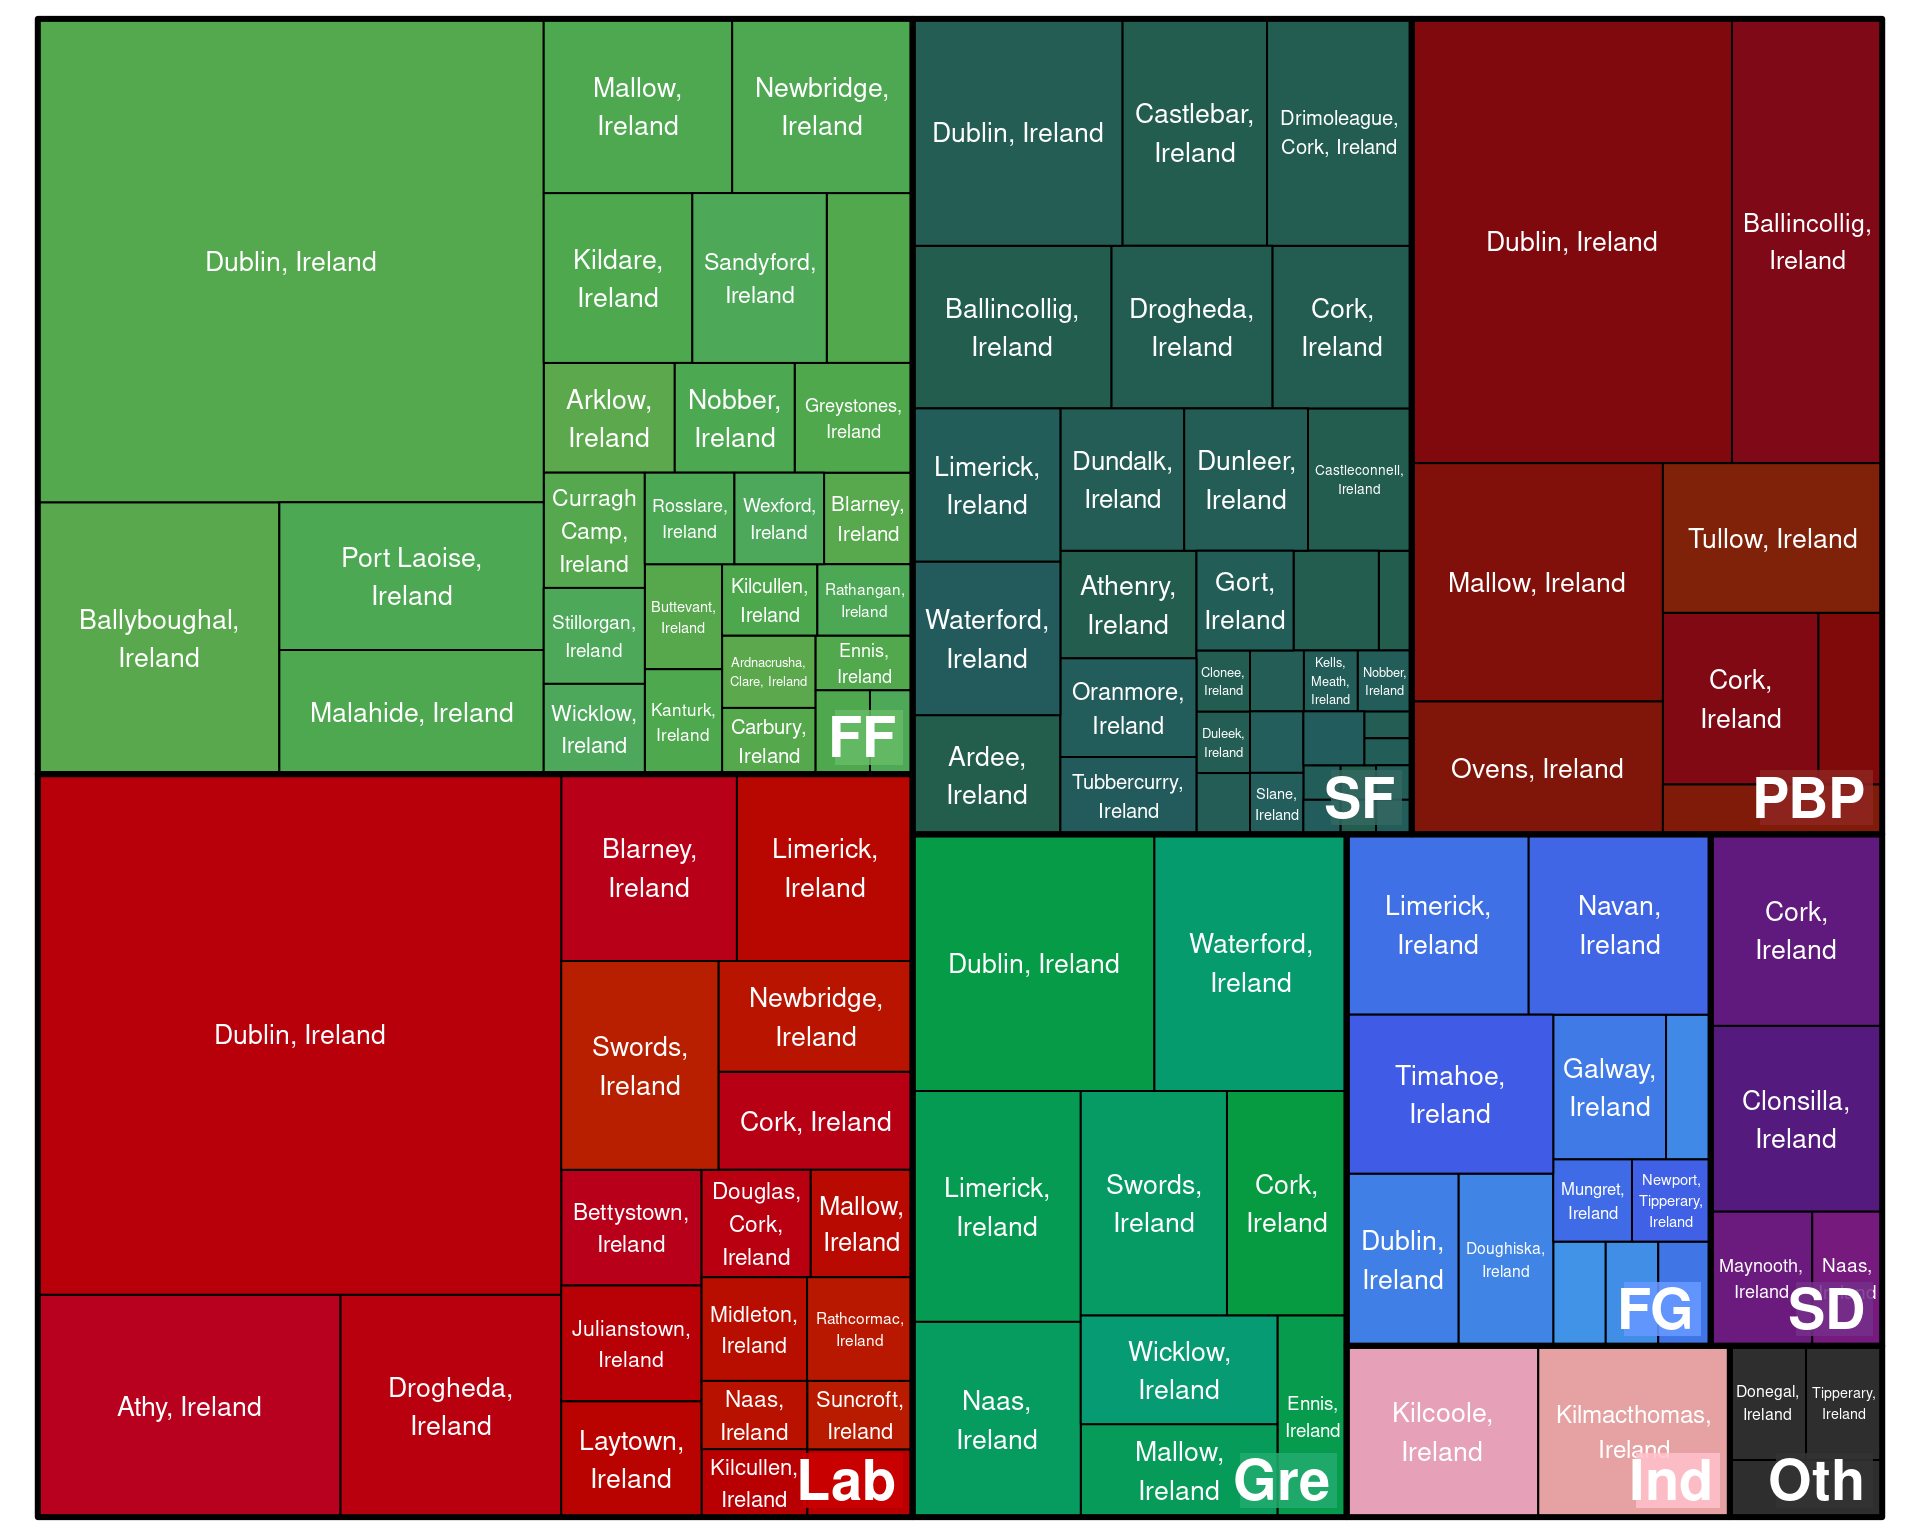 Dublin, Ireland
Mallow,
Ireland
Newbridge,
Ireland
Kildare,
Ireland
Sandyford,
Ireland
Arklow,
Ireland
Nobber,
Ireland
Greystones,
Ireland
Ballyboughal,
Ireland
Port Laoise,
Ireland
Malahide, Ireland
Curragh
Camp,
Ireland
Rosslare,
Ireland
Wexford,
Ireland
Blarney,
Ireland
Stillorgan,
Ireland
Wicklow,
Ireland
Buttevant,
Ireland
Kilcullen,
Ireland
Rathangan,
Ireland
Kanturk,
Ireland
Ardnacrusha,
Clare, Ireland
Ennis,
Ireland
Carbury,
Ireland
FF
Dublin, Ireland
Castlebar,
Ireland
Drimoleague,
Cork, Ireland
Ballincollig,
Ireland
Drogheda,
Ireland
Cork,
Ireland
Limerick,
Ireland
Dundalk,
Ireland
Dunleer,
Ireland
Castleconnell,
Ireland
Waterford,
Ireland
Ardee,
Ireland
Athenry,
Ireland
Gort,
Ireland
Oranmore,
Ireland
Tubbercurry,
Ireland
Clonee,
Ireland
Kells,
Meath,
Ireland
Nobber,
Ireland
Duleek,
Ireland
Slane,
Ireland
SF
Dublin, Ireland
Ballincollig,
Ireland
Mallow, Ireland
Tullow, Ireland
Cork,
Ireland
Ovens, Ireland
PBP
Dublin, Ireland
Blarney,
Ireland
Limerick,
Ireland
Swords,
Ireland
Newbridge,
Ireland
Cork, Ireland
Athy, Ireland
Drogheda,
Ireland
Bettystown,
Ireland
Douglas,
Cork,
Ireland
Mallow,
Ireland
Julianstown,
Ireland
Midleton,
Ireland
Rathcormac,
Ireland
Laytown,
Ireland
Naas,
Ireland
Suncroft,
Ireland
Kilcullen,
Ireland
Lab
Dublin, Ireland
Waterford,
Ireland
Limerick,
Ireland
Swords,
Ireland
Cork,
Ireland
Naas,
Ireland
Wicklow,
Ireland
Mallow,
Ireland
Ennis,
Ireland
Gre
Limerick,
Ireland
Navan,
Ireland
Timahoe,
Ireland
Galway,
Ireland
Dublin,
Ireland
Doughiska,
Ireland
Mungret,
Ireland
Newport,
Tipperary,
Ireland
FG
Cork,
Ireland
Clonsilla,
Ireland
Maynooth,
Ireland
Naas,
Ireland
SD
Kilcoole,
Ireland
Kilmacthomas,
Ireland
Ind
Donegal,
Ireland
Tipperary,
Ireland
Oth